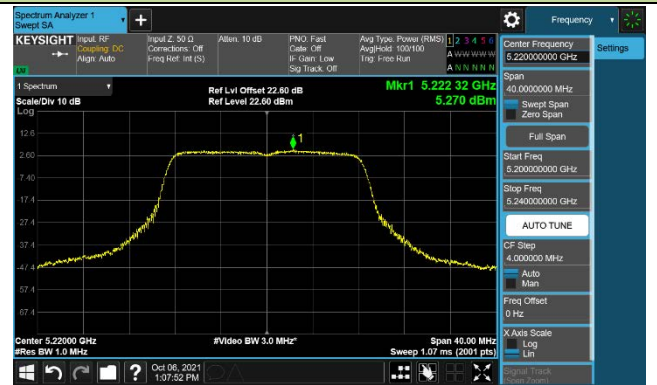 Spectrum Analyzer 1
Swept SA
Frequency
KEYSIGHT
Input: RF
Coupling: DC
Align: Auto
Input Z: 50 Ω
Corrections: Off
Freq Ref: Int (S)
Atten: 10 dB
PNO: Fast
Gate: Off
IF Gain: Low
Sig Track: Off
Avg Type: Power (RMS)
Avg|Hold: 100/100
Trig: Free Run
1 2 3 4 5 6
A W W W W W
A N N N N N
1 Spectrum
Scale/Div 10 dB
Log
Ref Lvl Offset 22.60 dB
Ref Level 22.60 dBm
Mkr1 5.222 32 GHz
5.270 dBm
1
12.6
2.60
-7.40
-17.4
-27.4
-37.4
-47.4
-57.4
-67.4
Center 5.22000 GHz
#Res BW 1.0 MHz
#Video BW 3.0 MHz*
Span 40.00 MHz
Sweep 1.07 ms (2001 pts)
Oct 06, 2021
1:07:52 PM
Center Frequency
5.220000000 GHz
Settings
Span
40.0000000 MHz
Swept Span
Zero Span
Full Span
Start Freq
5.200000000 GHz
Stop Freq
5.240000000 GHz
AUTO TUNE
CF Step
4.000000 MHz
Auto
Man
Freq Offset
0 Hz
X Axis Scale
Log
Lin
Signal Track
(Span Zoom)